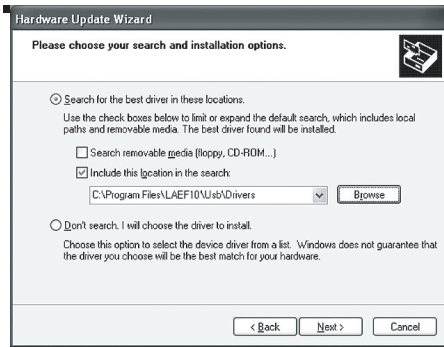 Hardware Update Wizard
Please choose your search and installation options.
Search for the best driver in these locations.
Use the check boxes below to limit or expand the default search, which includes local
paths and removable media. The best driver found will be installed.
Search removable media (floppy, CD-ROM...)
Include this location in the search:
C:\Program Files\LAEF10\Usb\Drivers
Browse
Don't search. I will choose the driver to install.
Choose this option to select the device driver from a list. Windows does not guarantee that
the driver you choose will be the best match for your hardware.
< Back Next > Cancel